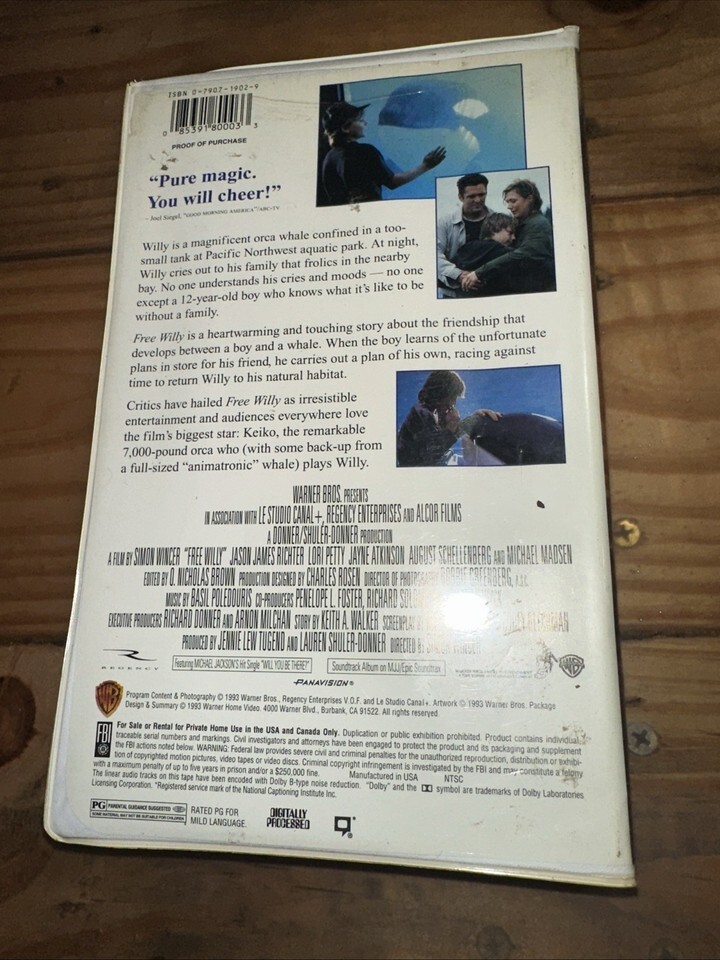 ISBN 0-7907-1902-9
0 85391 80003 3
PROOF OF PURCHASE
“Pure magic.
You will cheer!”
– Joel Siegel, “GOOD MORNING AMERICA”/ABC-TV
Willy is a magnificent orca whale confined in a too-
small tank at Pacific Northwest aquatic park. At night,
Willy cries out to his family that frolics in the nearby
bay. No one understands his cries and moods — no one
except a 12-year-old boy who knows what it's like to be
without a family.
Free Willy is a heartwarming and touching story about the friendship that
develops between a boy and a whale. When the boy learns of the unfortunate
plans in store for his friend, he carries out a plan of his own, racing against
time to return Willy to his natural habitat.
Critics have hailed Free Willy as irresistible
entertainment and audiences everywhere love
the film's biggest star: Keiko, the remarkable
7,000-pound orca who (with some back-up from
a full-sized “animatronic” whale) plays Willy.
WARNER BROS. PRESENTS
IN ASSOCIATION WITH LE STUDIO CANAL+, REGENCY ENTERPRISES AND ALCOR FILMS
A DONNER/SHULER-DONNER PRODUCTION
A FILM BY SIMON WINCER “FREE WILLY” JASON JAMES RICHTER LORI PETTY JAYNE ATKINSON AUGUST SCHELLENBERG AND MICHAEL MADSEN
EDITED BY O. NICHOLAS BROWN PRODUCTION DESIGNED BY CHARLES ROSEN DIRECTOR OF PHOTOGRAPHY ROBBIE GREENBERG, A.S.C.
MUSIC BY BASIL POLEDOURIS CO-PRODUCERS PENELOPE L. FOSTER, RICHARD
EXECUTIVE PRODUCERS RICHARD DONNER AND ARNON MILCHAN STORY BY KEITH A. WALKER SCREENPLAY
PRODUCED BY JENNIE LEW TUGEND AND LAUREN SHULER-DONNER DIRECTED BY
REGENCY
Featuring MICHAEL JACKSON'S Hit Single “WILL YOU BE THERE?”
Soundtrack Album on MJJ/Epic Soundtrax
PANAVISION®
Program Content & Photography © 1993 Warner Bros., Regency Enterprises V.O.F. and Le Studio Canal+. Artwork © 1993 Warner Bros. Package
Design & Summary © 1993 Warner Home Video. 4000 Warner Blvd., Burbank, CA 91522. All rights reserved.
FBI
For Sale or Rental for Private Home Use in the USA and Canada Only. Duplication or public exhibition prohibited. Product contains individual,
traceable serial numbers and markings. Civil investigators and attorneys have been engaged to protect the product and its packaging and supplement
the FBI actions noted below. WARNING: Federal law provides severe civil and criminal penalties for the unauthorized reproduction, distribution or exhibi-
tion of copyrighted motion pictures, video tapes or video discs. Criminal copyright infringement is investigated by the FBI and may constitute a felony
with a maximum penalty of up to five years in prison and/or a $250,000 fine. Manufactured in USA NTSC
The linear audio tracks on this tape have been encoded with Dolby B-type noise reduction. “Dolby” and the symbol are trademarks of Dolby Laboratories
Licensing Corporation. *Registered service mark of the National Captioning Institute Inc.
PG PARENTAL GUIDANCE SUGGESTED
SOME MATERIAL MAY NOT BE SUITABLE FOR CHILDREN
RATED PG FOR
MILD LANGUAGE.
DIGITALLY
PROCESSED